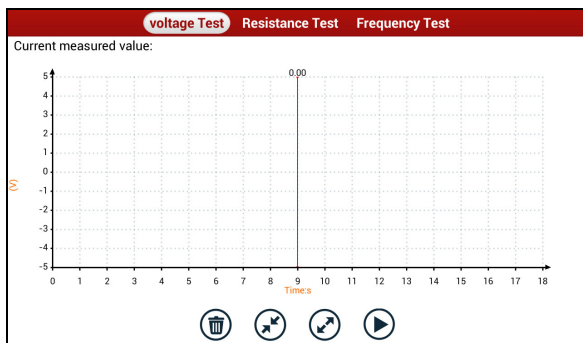 voltage Test Resistance Test Frequency Test
Current measured value:
0.00
5
4
3
2
1
0
-1
-2
-3
-4
-5
(V)
0 1 2 3 4 5 6 7 8 9 10 11 12 13 14 15 16 17 18
Time:s